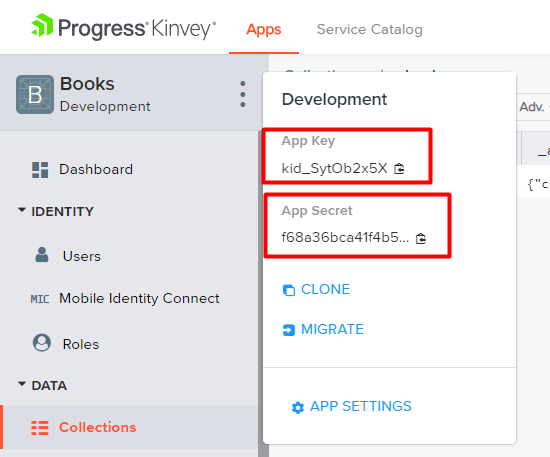 Progress Kinvey
Apps
Service Catalog
B
Books
Development
Development
Adv.
App Key
kid_SytOb2x5X
App Secret
f68a36bca41f4b5...
CLONE
MIGRATE
APP SETTINGS
Dashboard
IDENTITY
Users
MIC Mobile Identity Connect
Roles
DATA
Collections
_a
{"c